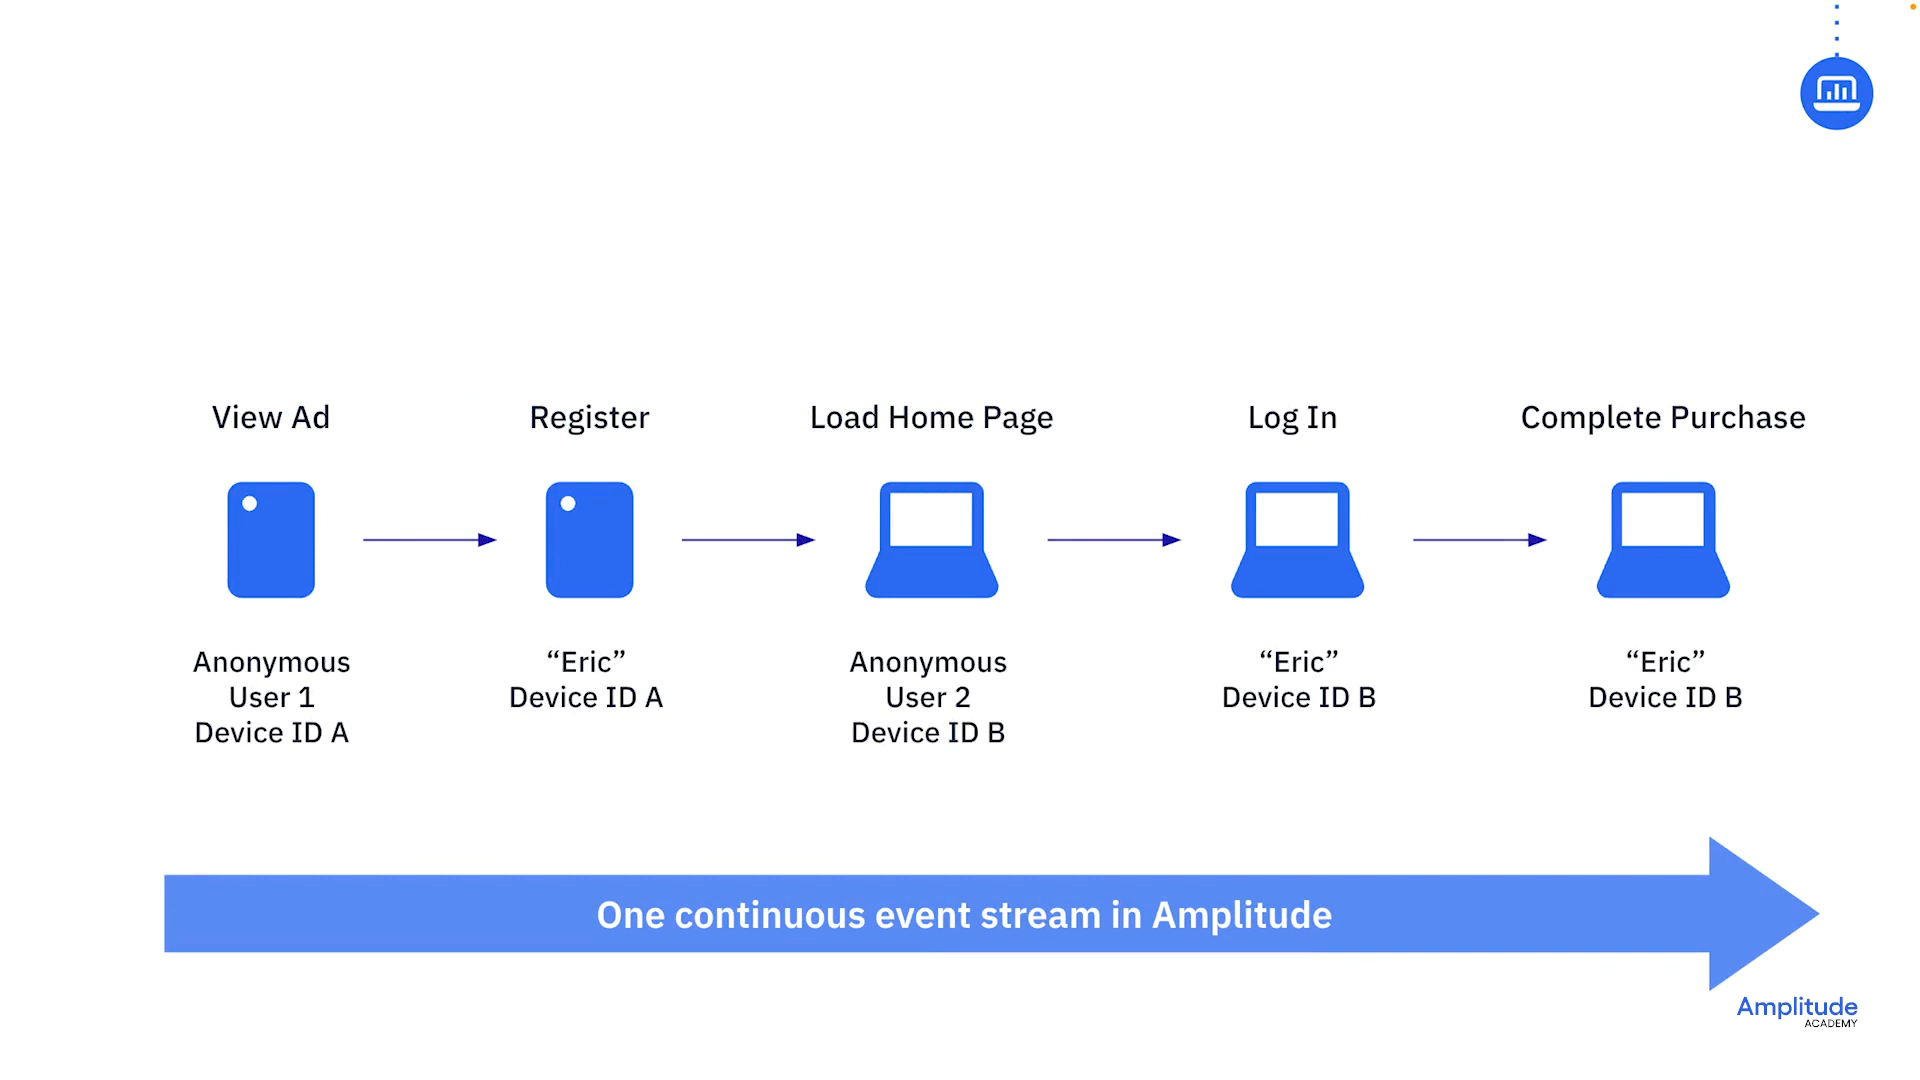 View Ad
Register
Load Home Page
Log In
Complete Purchase
Anonymous
User 1
Device ID A
“Eric”
Device ID A
Anonymous
User 2
Device ID B
“Eric”
Device ID B
“Eric”
Device ID B
One continuous event stream in Amplitude
Amplitude
ACADEMY